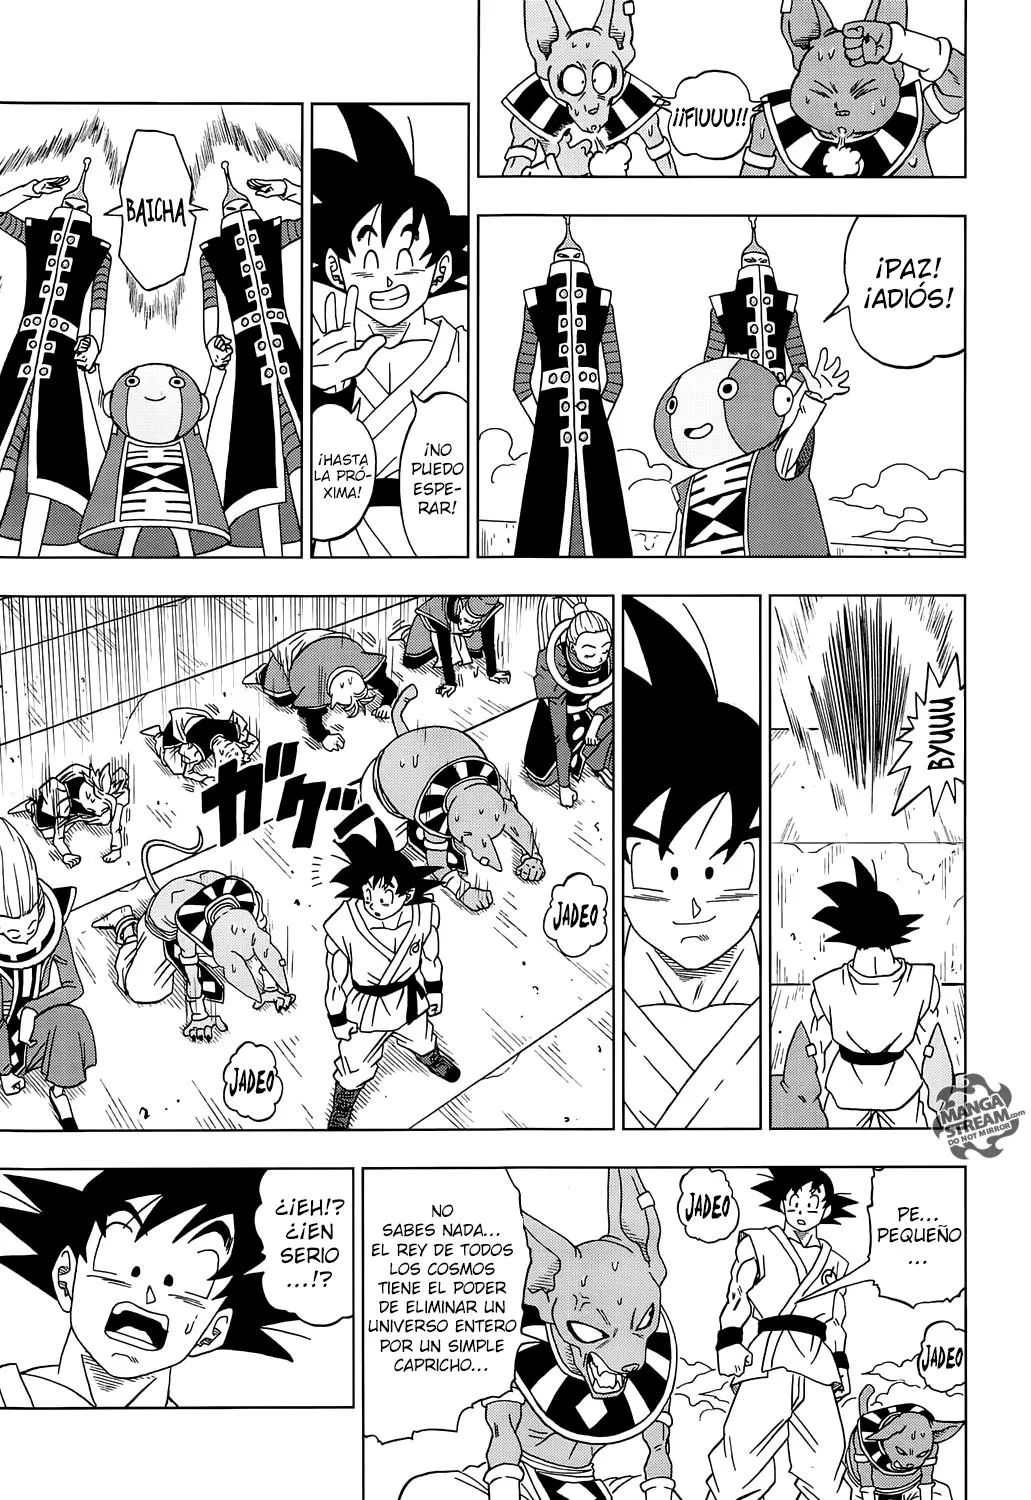 ¡¡FIUUU!!
¡PAZ!
¡ADIÓS!
¡NO
PUEDO
ESPE-
RAR!
¡HASTA
LA PRÓ-
XIMA!
BAICHA
BYUUU
ガクッ
JADEO
JADEO
MANGA
STREAM.com
DO NOT MIRROR
PE...
PEQUEÑO
...
JADEO
JADEO
NO
SABES NADA...
EL REY DE TODOS
LOS COSMOS
TIENE EL PODER
DE ELIMINAR UN
UNIVERSO ENTERO
POR UN SIMPLE
CAPRICHO...
¿¡EH!?
¿¡EN
SERIO
...!?